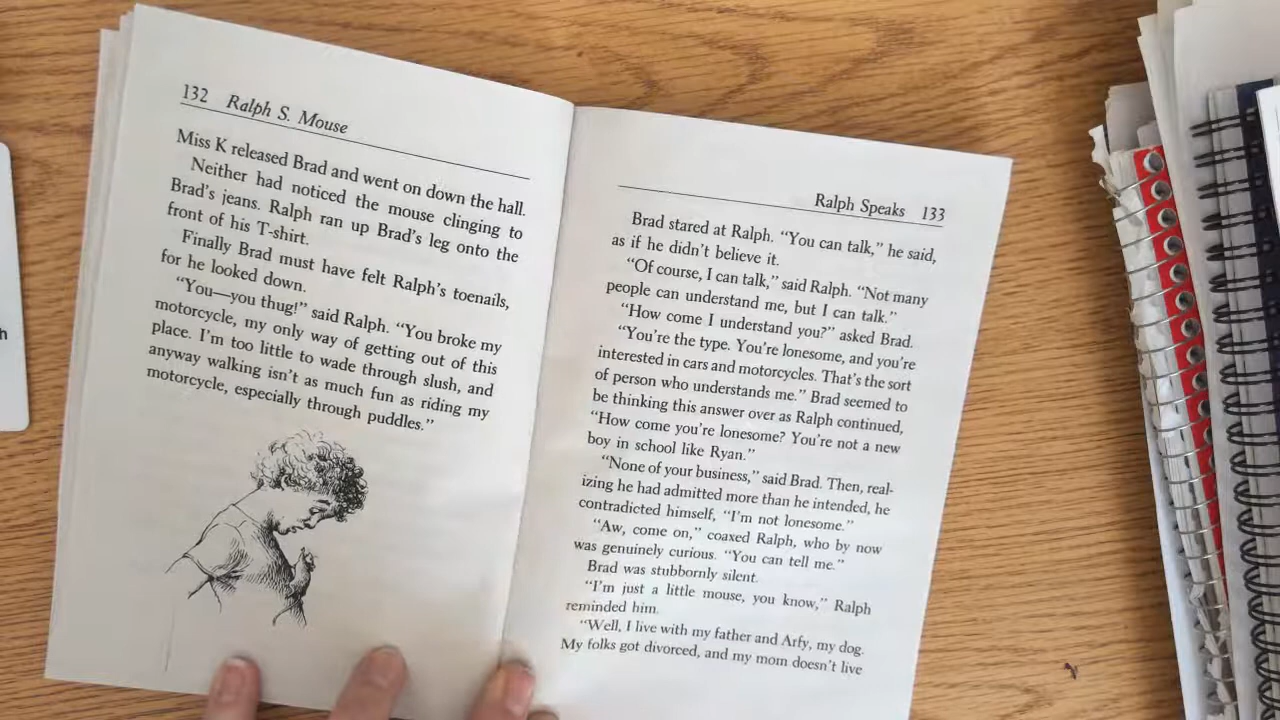 h
132 Ralph S. Mouse
Miss K released Brad and went on down the hall.
Neither had noticed the mouse clinging to
Brad's jeans. Ralph ran up Brad's leg onto the
front of his T-shirt.
Finally Brad must have felt Ralph's toenails,
for he looked down.
"You—you thug!" said Ralph. "You broke my
motorcycle, my only way of getting out of this
place. I'm too little to wade through slush, and
anyway walking isn't as much fun as riding my
motorcycle, especially through puddles."
Ralph Speaks 133
Brad stared at Ralph. "You can talk," he said,
as if he didn't believe it.
"Of course, I can talk," said Ralph. "Not many
people can understand me, but I can talk."
"How come I understand you?" asked Brad.
"You're the type. You're lonesome, and you're
interested in cars and motorcycles. That's the sort
of person who understands me." Brad seemed to
be thinking this answer over as Ralph continued,
"How come you're lonesome? You're not a new
boy in school like Ryan."
"None of your business," said Brad. Then, real-
izing he had admitted more than he intended, he
contradicted himself, "I'm not lonesome."
"Aw, come on," coaxed Ralph, who by now
was genuinely curious. "You can tell me."
Brad was stubbornly silent.
"I'm just a little mouse, you know," Ralph
reminded him.
"Well, I live with my father and Arfy, my dog.
My folks got divorced, and my mom doesn't live